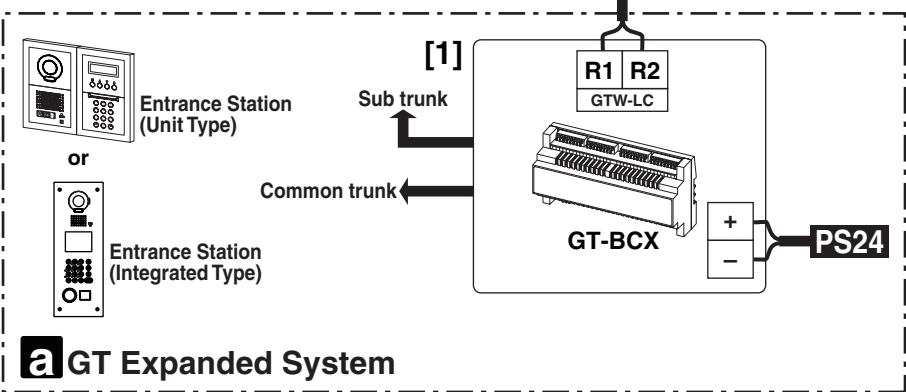 [1]
R1 R2
GTW-LC
Entrance Station
(Unit Type)
or
Entrance Station
(Integrated Type)
Sub trunk
Common trunk
GT-BCX
+
–
PS24
a GT Expanded System